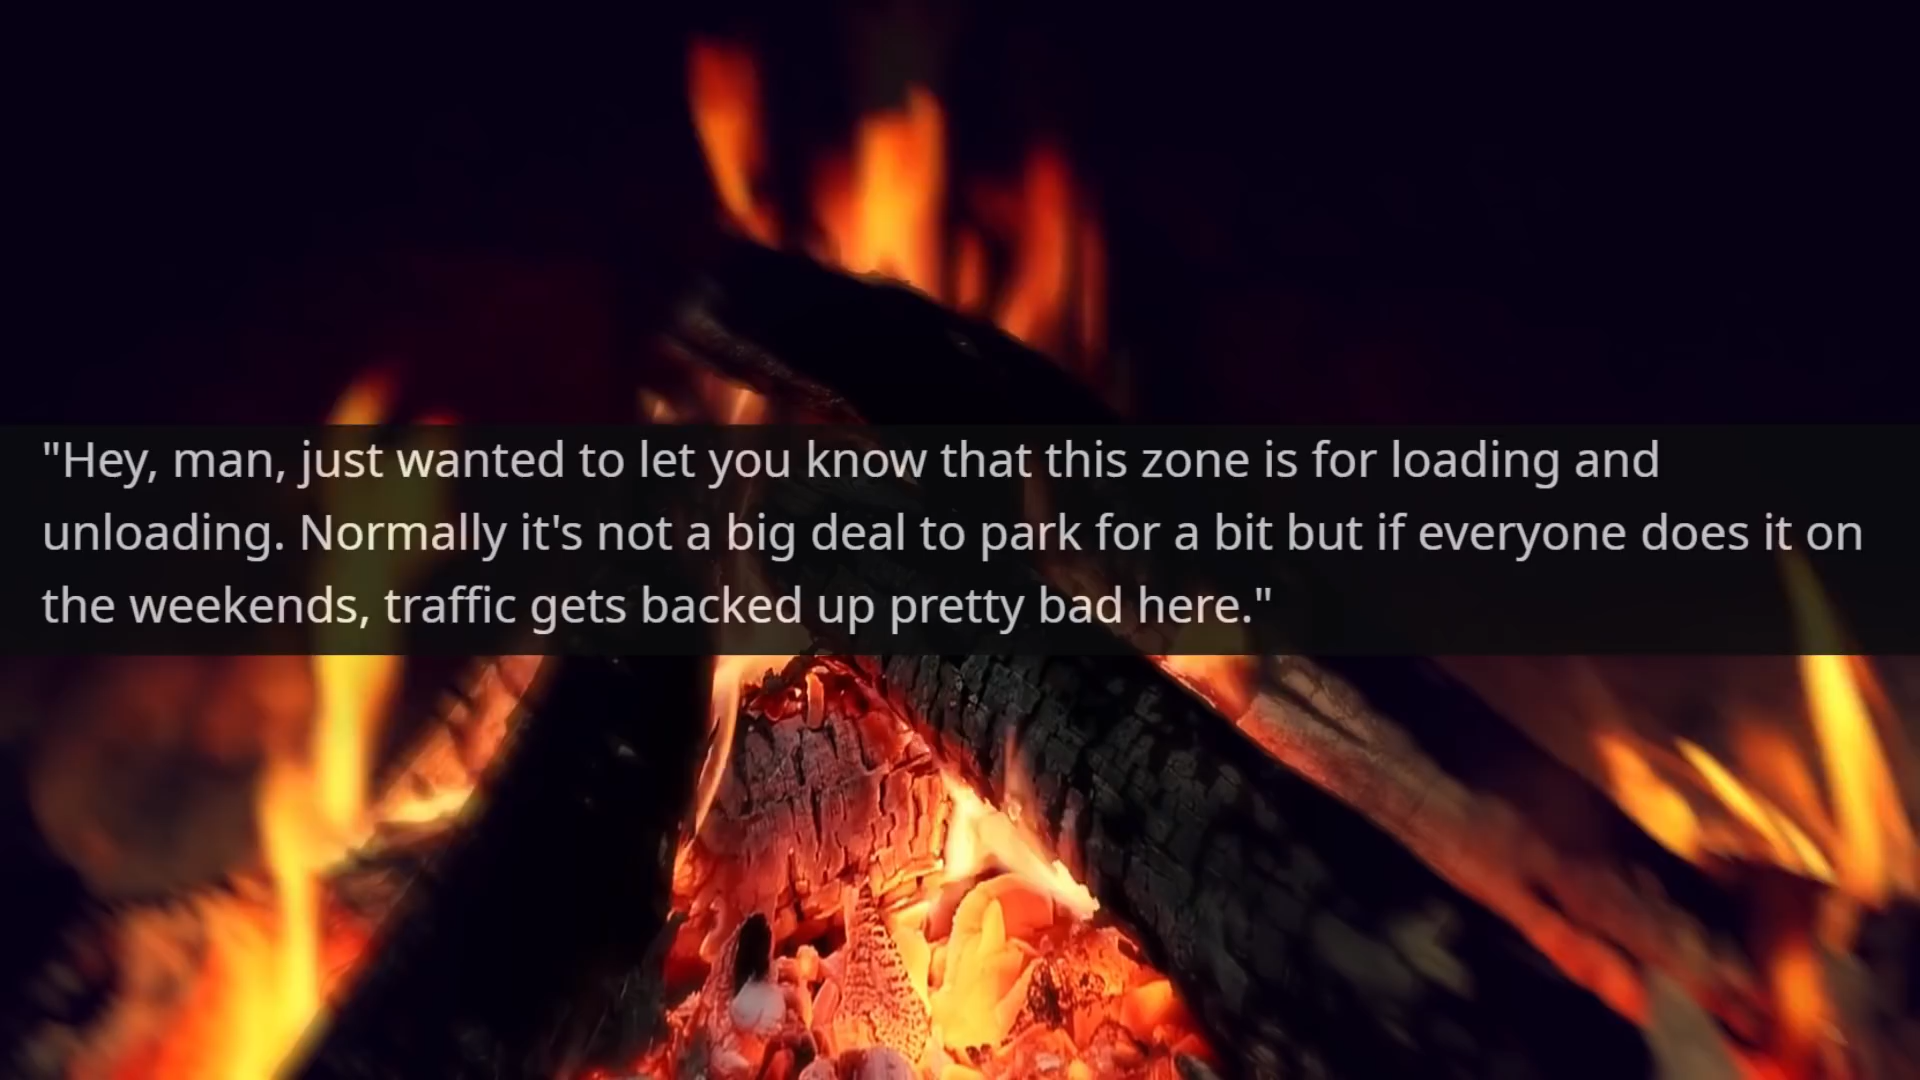 "Hey, man, just wanted to let you know that this zone is for loading and
unloading. Normally it's not a big deal to park for a bit but if everyone does it on
the weekends, traffic gets backed up pretty bad here."